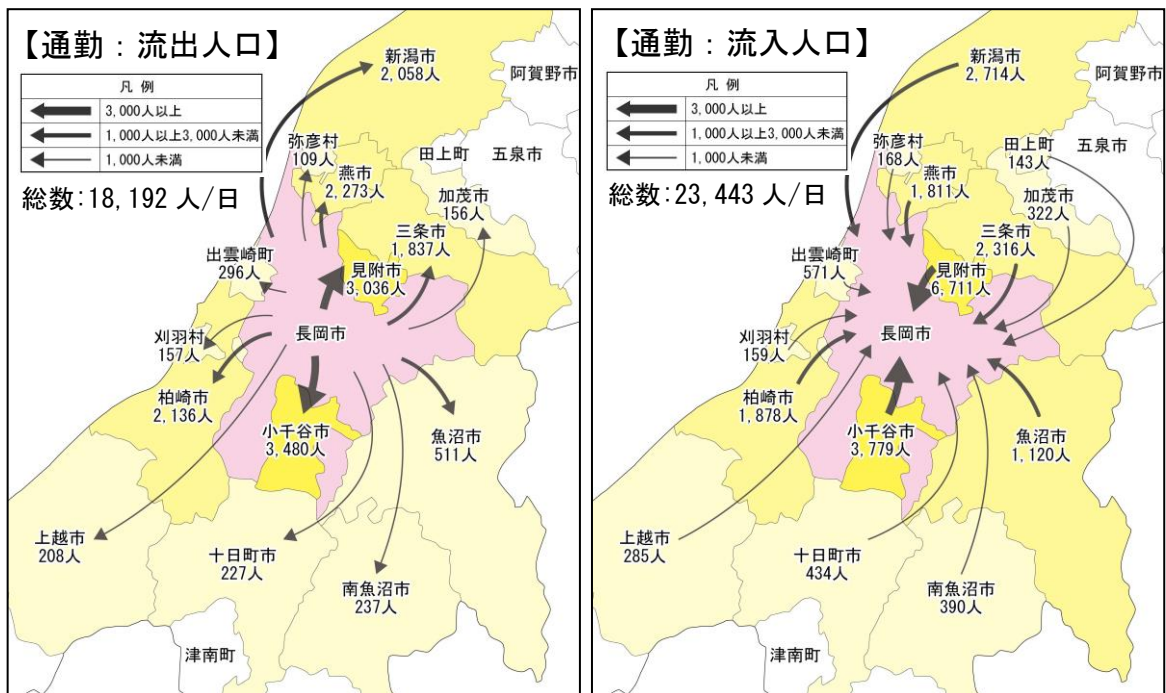 【通勤：流出人口】
凡 例
3,000人以上
1,000人以上3,000人未満
1,000人未満
総数:18,192 人/日
新潟市
2,058人
阿賀野市
弥彦村
109人
田上町
五泉市
燕市
2,273人
加茂市
156人
三条市
1,837人
出雲崎町
296人
見附市
3,036人
長岡市
刈羽村
157人
柏崎市
2,136人
小千谷市
3,480人
魚沼市
511人
上越市
208人
十日町市
227人
南魚沼市
237人
津南町
【通勤：流入人口】
凡 例
3,000人以上
1,000人以上3,000人未満
1,000人未満
総数:23,443 人/日
新潟市
2,714人
阿賀野市
弥彦村
168人
田上町
143人
五泉市
燕市
1,811人
加茂市
322人
三条市
2,316人
出雲崎町
571人
見附市
6,711人
長岡市
刈羽村
159人
柏崎市
1,878人
小千谷市
3,779人
魚沼市
1,120人
上越市
285人
十日町市
434人
南魚沼市
390人
津南町